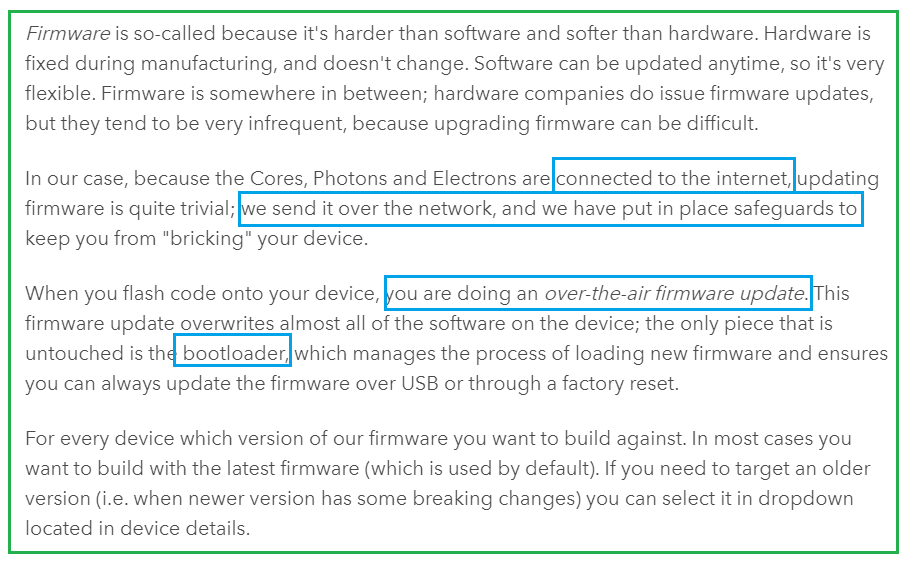 Firmware is so-called because it's harder than software and softer than hardware. Hardware is
fixed during manufacturing, and doesn't change. Software can be updated anytime, so it's very
flexible. Firmware is somewhere in between; hardware companies do issue firmware updates,
but they tend to be very infrequent, because upgrading firmware can be difficult.
In our case, because the Cores, Photons and Electrons are connected to the internet, updating
firmware is quite trivial; we send it over the network, and we have put in place safeguards to
keep you from "bricking" your device.
When you flash code onto your device, you are doing an over-the-air firmware update. This
firmware update overwrites almost all of the software on the device; the only piece that is
untouched is the bootloader, which manages the process of loading new firmware and ensures
you can always update the firmware over USB or through a factory reset.
For every device which version of our firmware you want to build against. In most cases you
want to build with the latest firmware (which is used by default). If you need to target an older
version (i.e. when newer version has some breaking changes) you can select it in dropdown
located in device details.